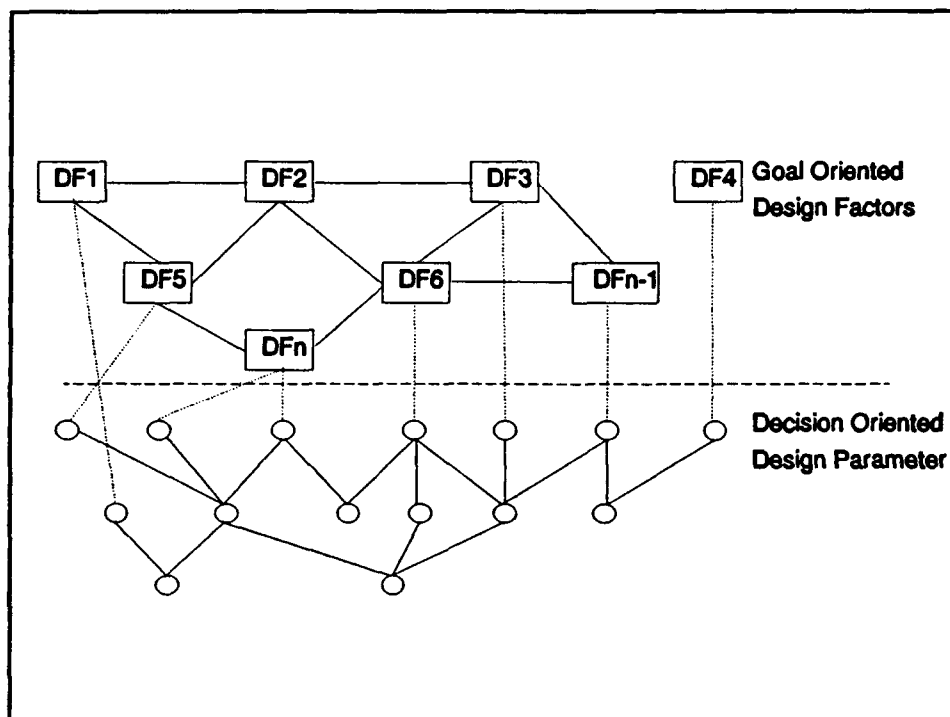 DF1
DF2
DF3
DF4
Goal Oriented
Design Factors
DF5
DF6
DFn-1
DFn
Decision Oriented
Design Parameter